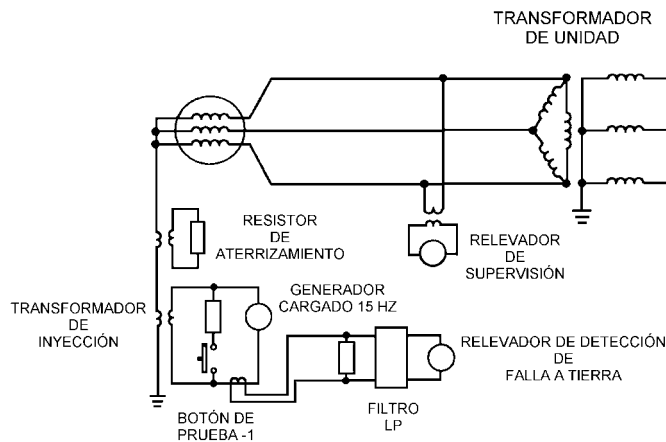 TRANSFORMADOR
DE UNIDAD
RESISTOR
DE
ATERRIZAMIENTO
RELEVADOR
DE
SUPERVISIÓN
GENERADOR
CARGADO 15 HZ
TRANSFORMADOR
DE
INYECCIÓN
RELEVADOR DE DETECCIÓN
DE
FALLA A TIERRA
BOTÓN DE
PRUEBA -1
FILTRO
LP